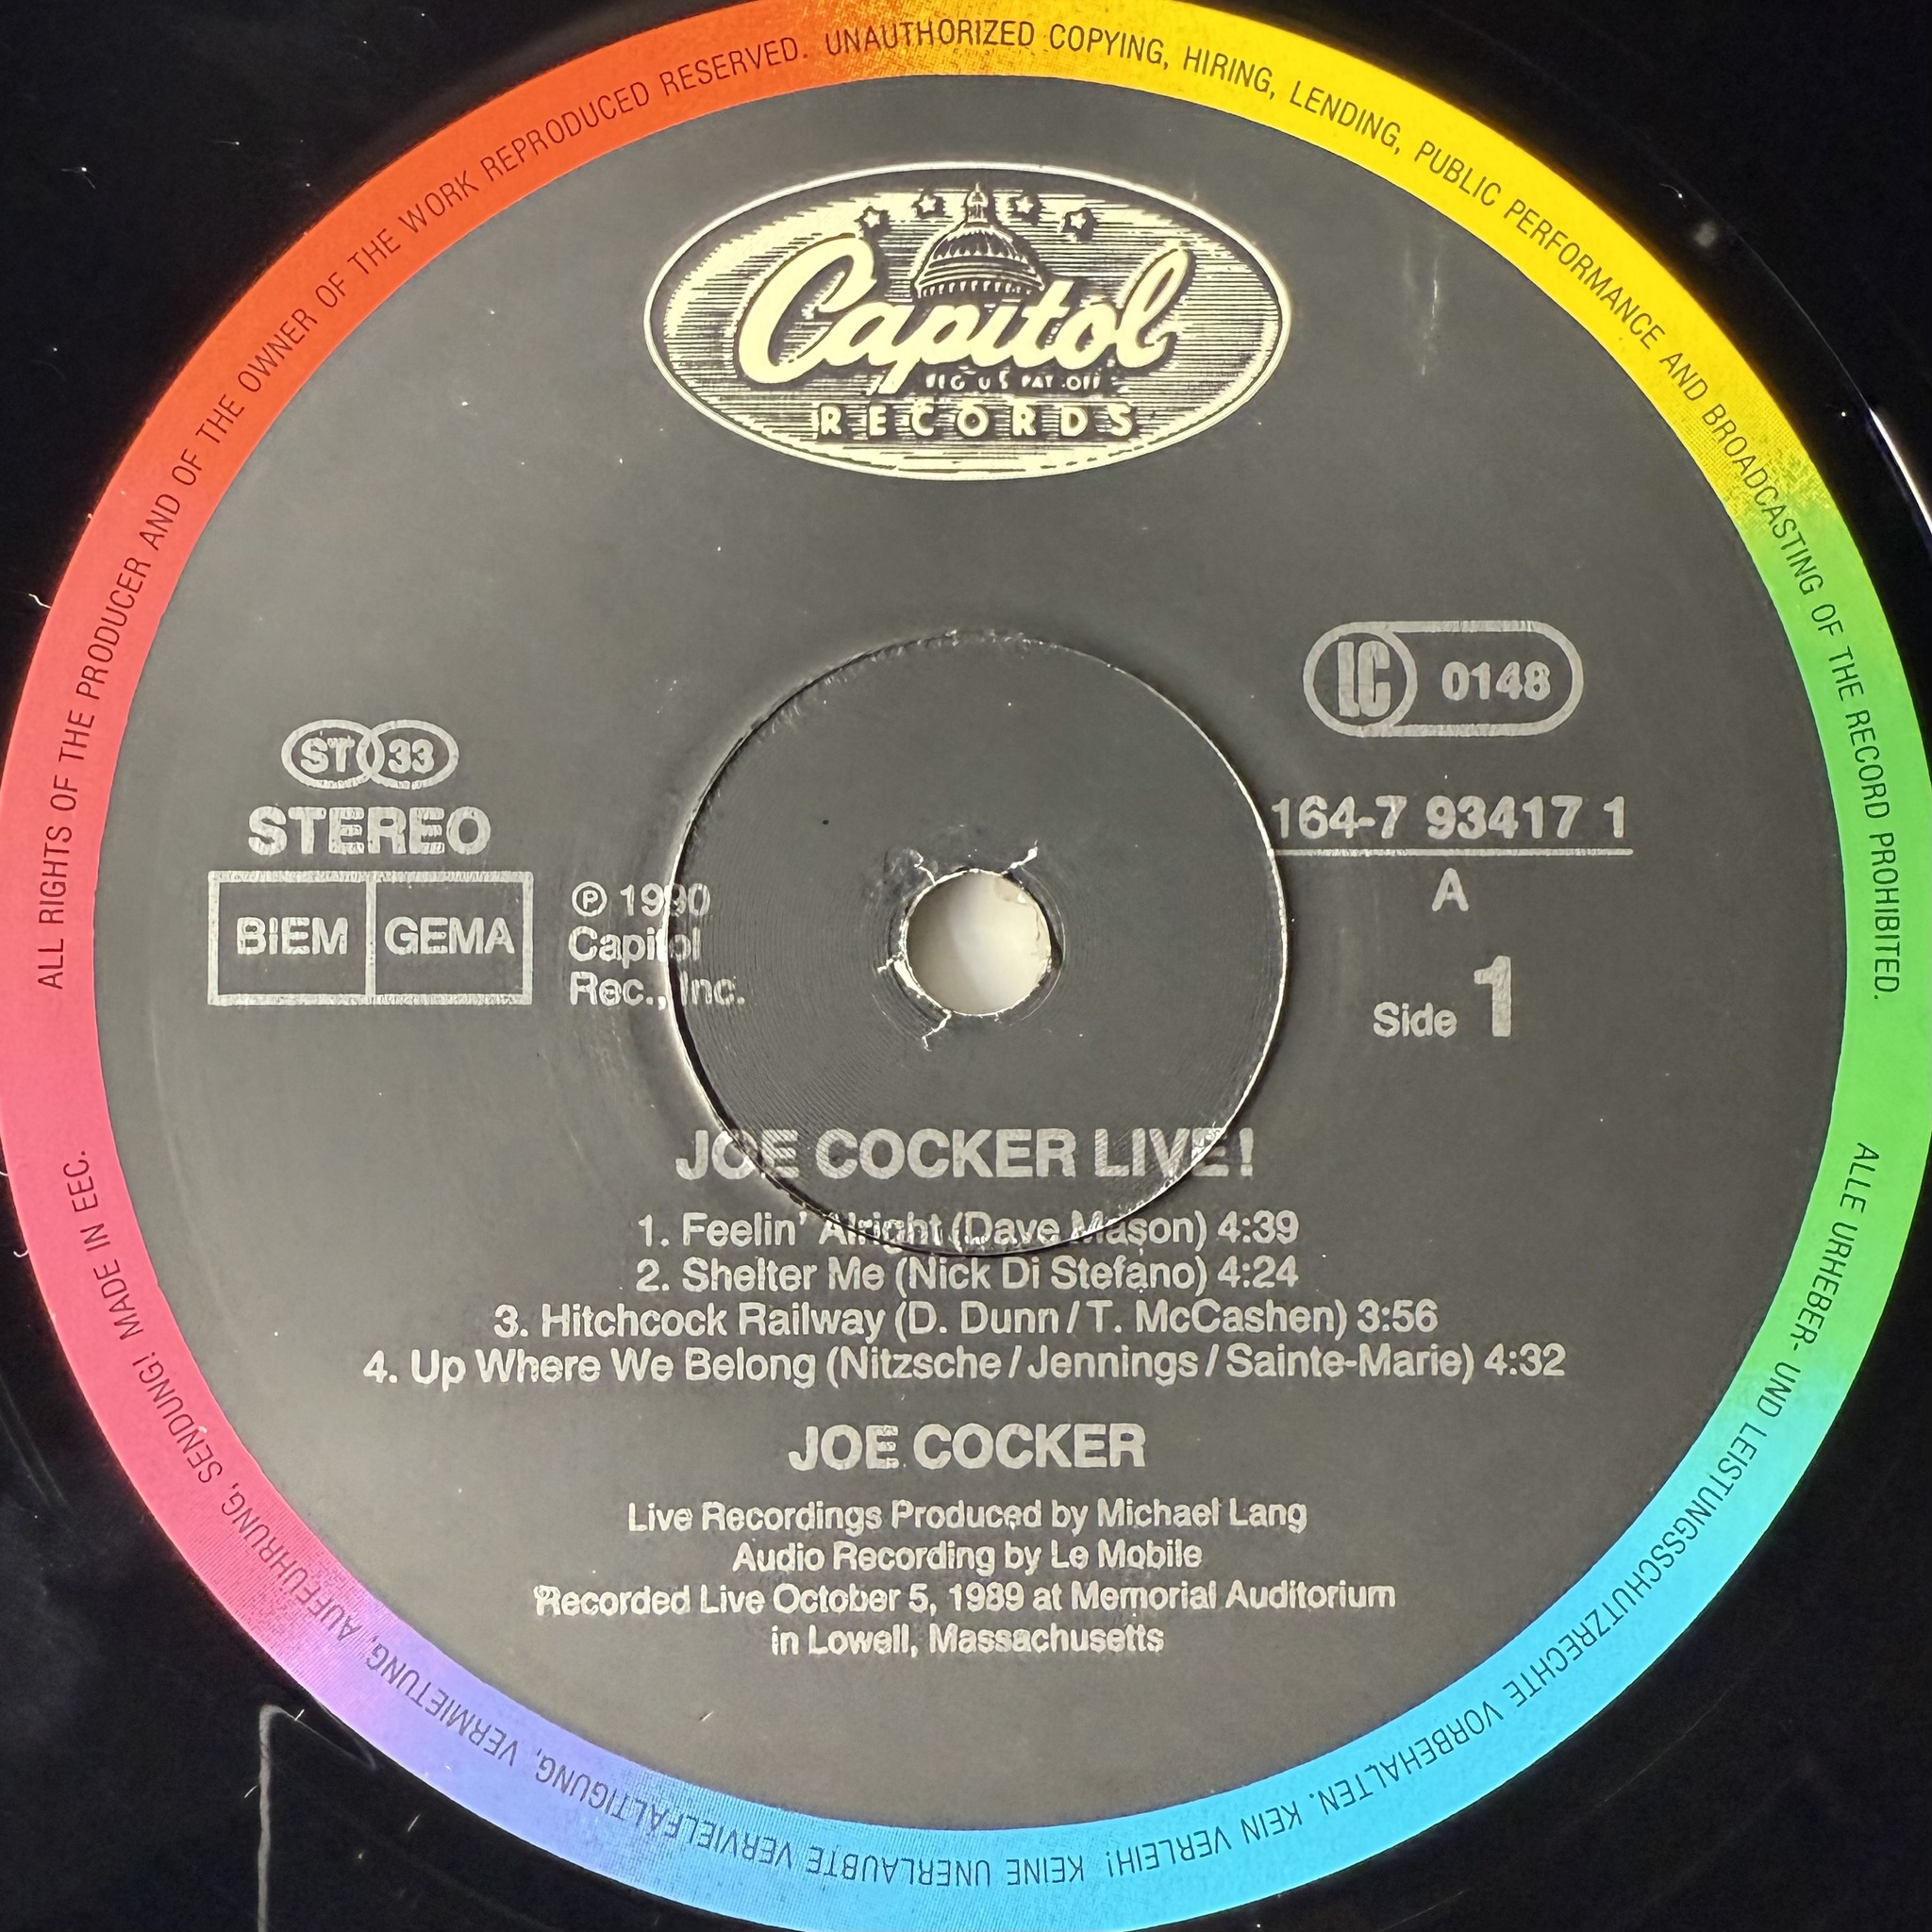 ALL RIGHTS OF THE PRODUCER AND OF THE OWNER OF THE WORK REPRODUCED RESERVED. UNAUTHORIZED COPYING, HIRING, LENDING, PUBLIC PERFORMANCE AND BROADCASTING OF THE RECORD PROHIBITED.
Capitol
REG US PAT OFF
RECORDS
LC 0148
ST 33
STEREO
BIEM GEMA
℗ 1990
Capitol
Rec., Inc.
164-7 93417 1
A
Side 1
JOE COCKER LIVE!
1. Feelin' Alright (Dave Mason) 4:39
2. Shelter Me (Nick Di Stefano) 4:24
3. Hitchcock Railway (D. Dunn/T. McCashen) 3:56
4. Up Where We Belong (Nitzsche/Jennings/Sainte-Marie) 4:32
JOE COCKER
Live Recordings Produced by Michael Lang
Audio Recording by Le Mobile
Recorded Live October 5, 1989 at Memorial Auditorium
in Lowell, Massachusetts
ALLE URHEBER- UND LEISTUNGSSCHUTZRECHTE VORBEHALTEN. KEIN VERLEIH! KEINE UNERLAUBTE VERVIELFÄLTIGUNG, VERMIETUNG, AUFFÜHRUNG, SENDUNG! MADE IN EEC.